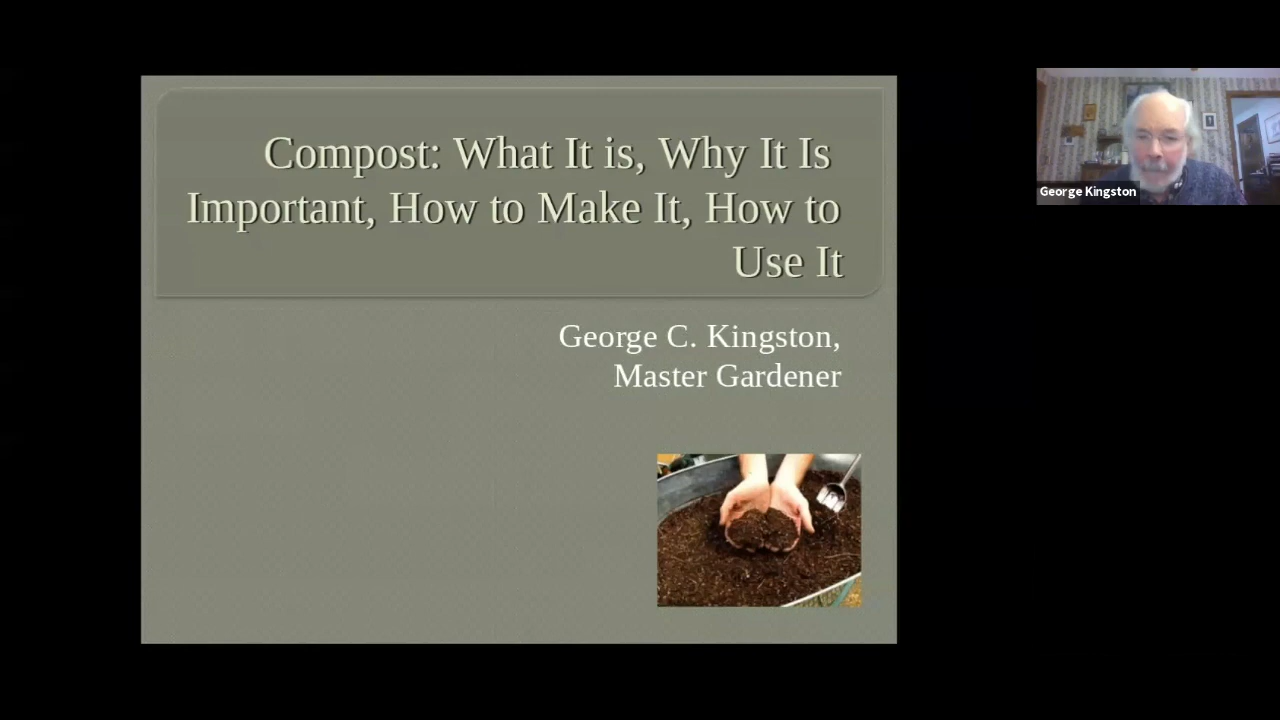 Compost: What It is, Why It Is
Important, How to Make It, How to
Use It
George C. Kingston,
Master Gardener
George Kingston